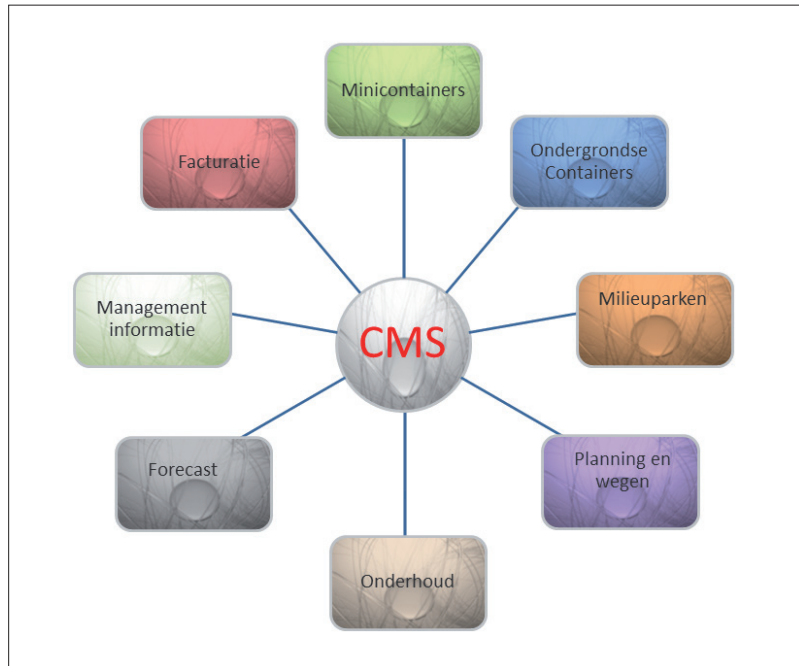 Minicontainers
Ondergrondse
Containers
Milieuparken
Planning en
wegen
Onderhoud
Forecast
Management
informatie
Facturatie
CMS